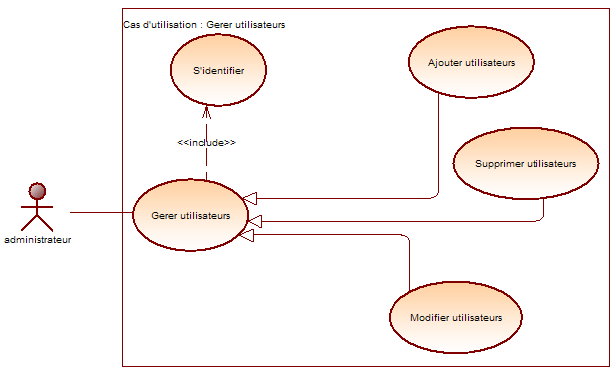 Cas d'utilisation : Gerer utilisateurs
S'identifier
Ajouter utilisateurs
<<include>>
Supprimer utilisateurs
Gerer utilisateurs
administrateur
Modifier utilisateurs